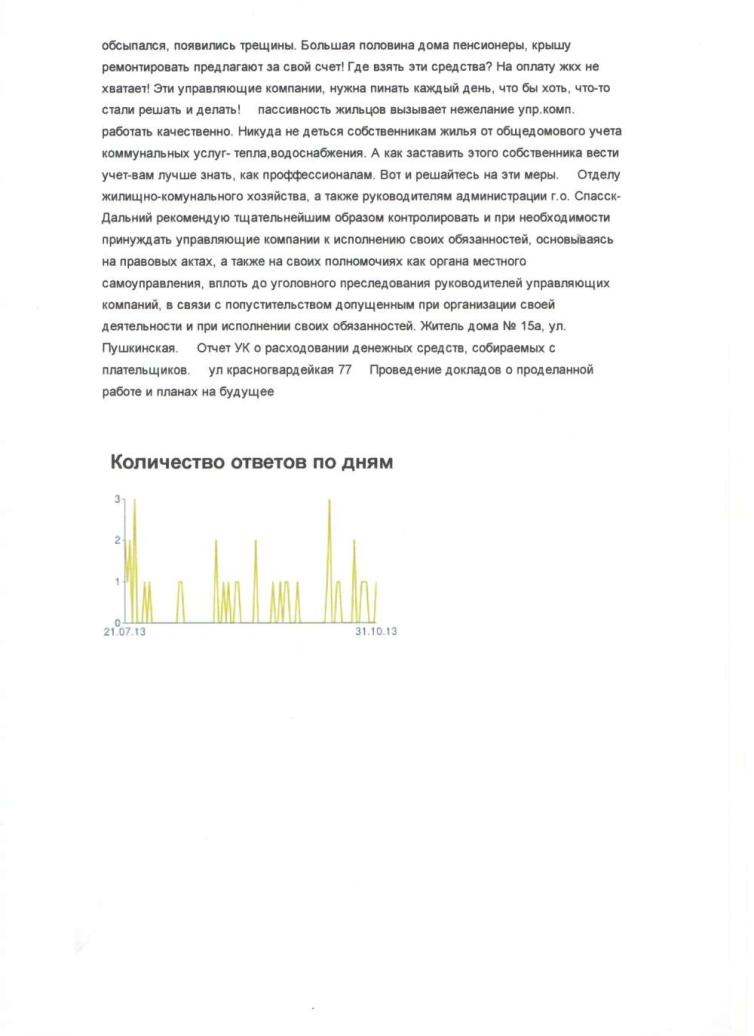 обсыпался, появились трещины. Большая половина дома пенсионеры, крышу
ремонтировать предлагают за свой счет! Где взять эти средства? На оплату жкх не
хватает! Эти управляющие компании, нужна пинать каждый день, что бы хоть, что-то
стали решать и делать! пассивность жильцов вызывает нежелание упр.комп.
работать качественно. Никуда не деться собственникам жилья от общедомового учета
коммунальных услуг- тепла,водоснабжения. А как заставить этого собственника вести
учет-вам лучше знать, как проффессионалам. Вот и решайтесь на эти меры. Отделу
жилищно-комунального хозяйства, а также руководителям администрации г.о. Спасск-
Дальний рекомендую тщательнейшим образом контролировать и при необходимости
принуждать управляющие компании к исполнению своих обязанностей, основываясь
на правовых актах, а также на своих полномочиях как органа местного
самоуправления, вплоть до уголовного преследования руководителей управляющих
компаний, в связи с попустительством допущенным при организации своей
деятельности и при исполнении своих обязанностей. Житель дома № 15а, ул.
Пушкинская. Отчет УК о расходовании денежных средств, собираемых с
плательщиков. ул красногвардейкая 77 Проведение докладов о проделанной
работе и планах на будущее
Количество ответов по дням
3
2
1
0
21.07.13 31.10.13